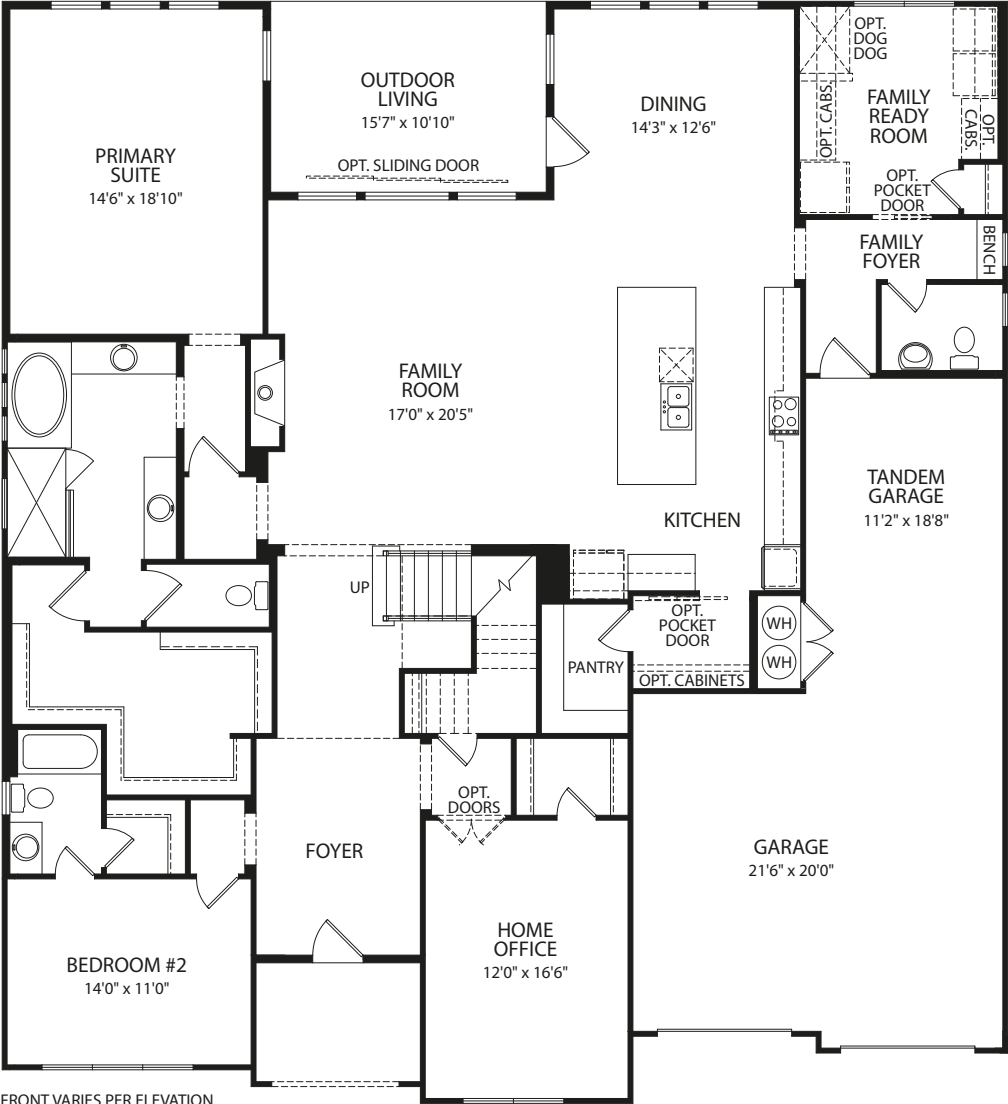 OUTDOOR
LIVING
15'7" x 10'10"
OPT. SLIDING DOOR
PRIMARY
SUITE
14'6" x 18'10"
DINING
14'3" x 12'6"
OPT.
DOG
DOG
OPT. CABS.
FAMILY
READY
ROOM
OPT.
CABS.
OPT.
POCKET
DOOR
FAMILY
FOYER
BENCH
FAMILY
ROOM
17'0" x 20'5"
KITCHEN
TANDEM
GARAGE
11'2" x 18'8"
UP
PANTRY
OPT.
POCKET
DOOR
OPT. CABINETS
WH
WH
OPT.
DOORS
FOYER
GARAGE
21'6" x 20'0"
HOME
OFFICE
12'0" x 16'6"
BEDROOM #2
14'0" x 11'0"
FRONT VARIES PER ELEVATION